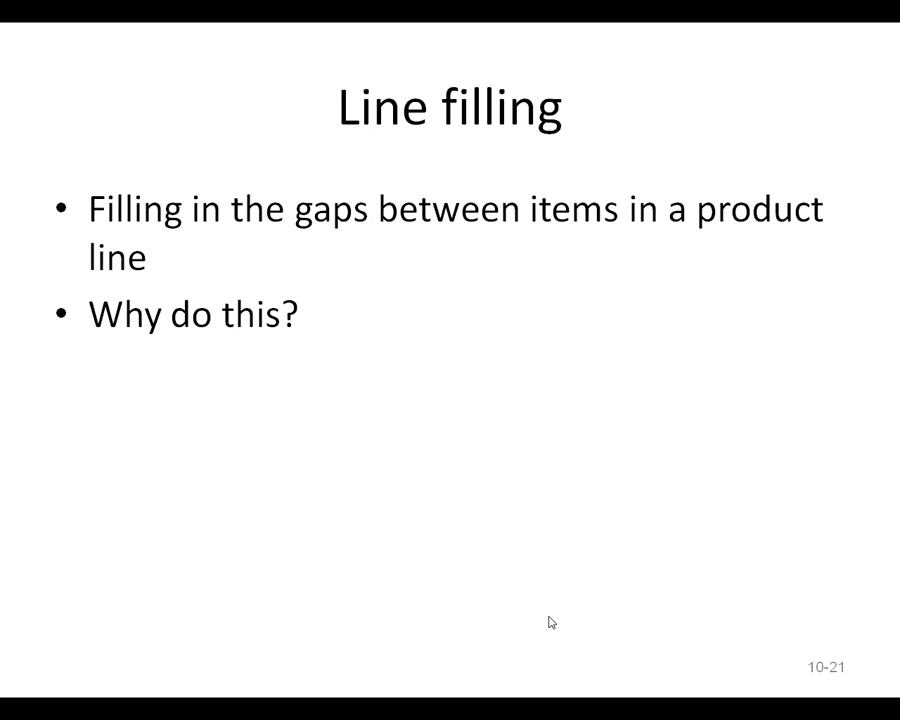 Line filling
• Filling in the gaps between items in a product
line
• Why do this?
10-21